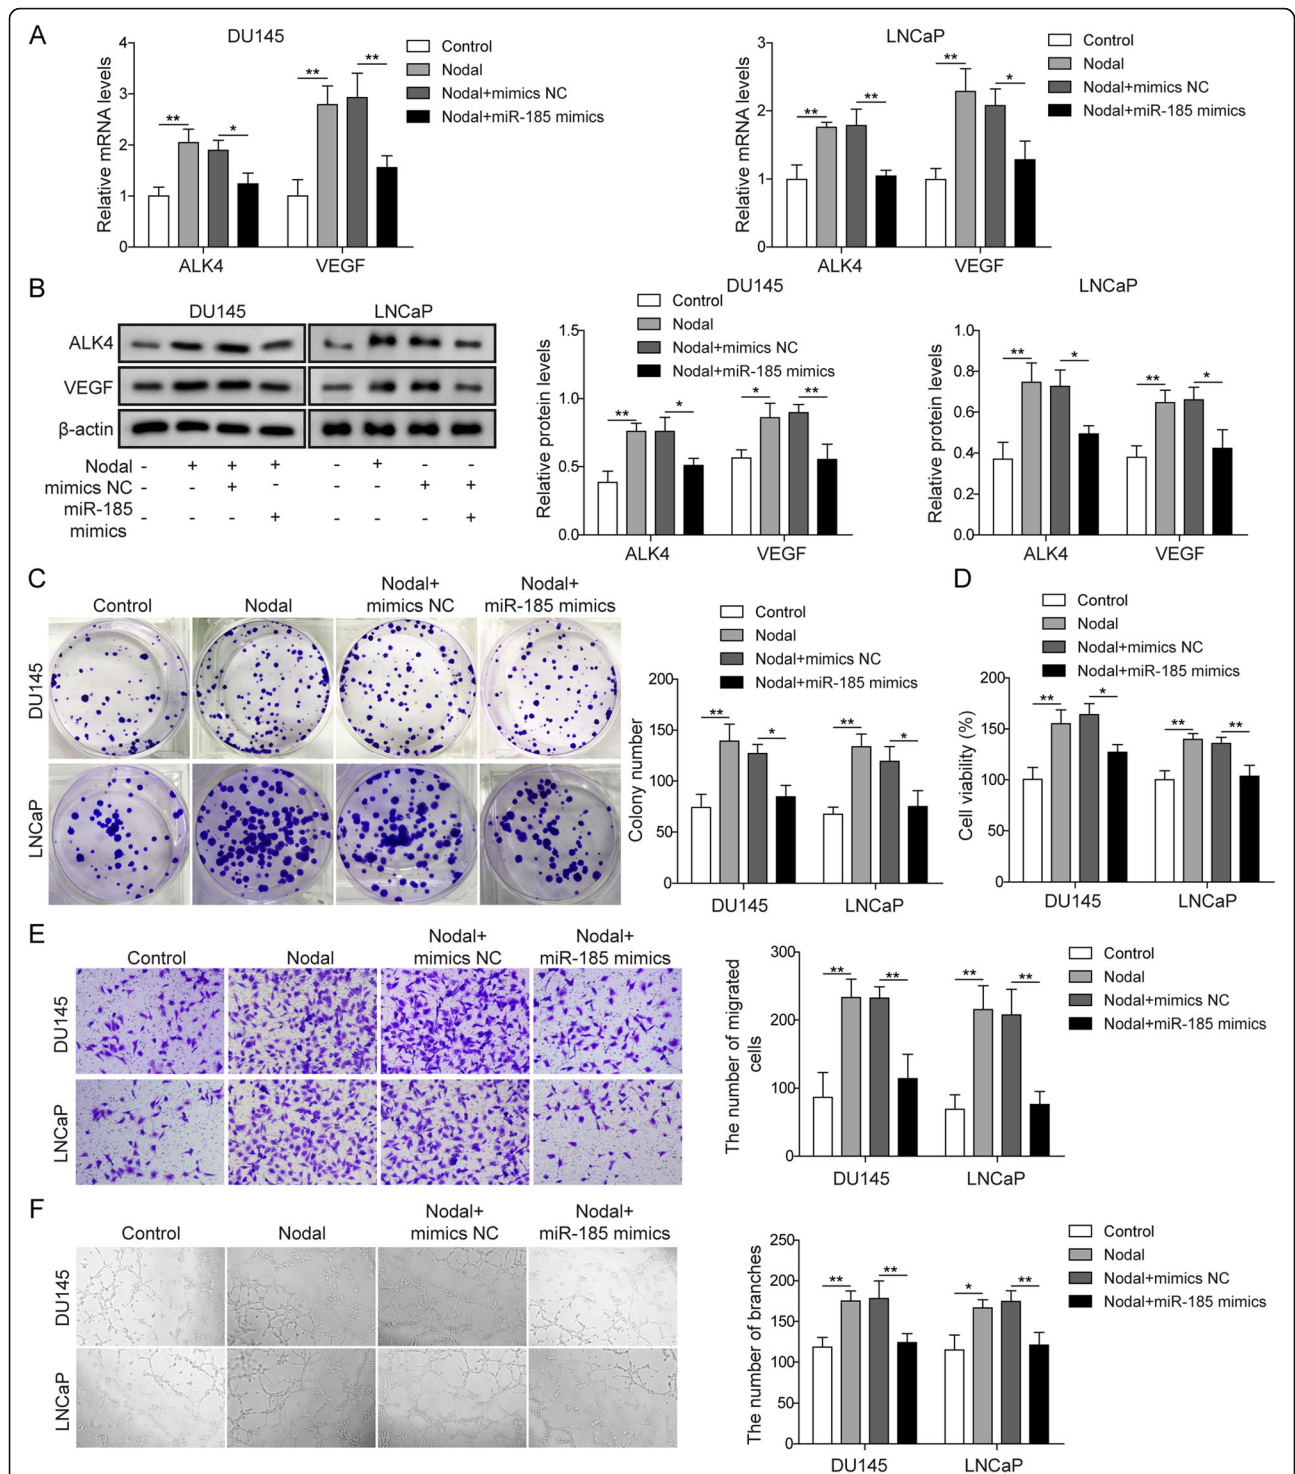 A
DU145
Relative mRNA levels
4
3
2
1
0
** * ** **
ALK4 VEGF
Control
Nodal
Nodal+mimics NC
Nodal+miR-185 mimics
LNCaP
Relative mRNA levels
3
2
1
0
** ** ** *
ALK4 VEGF
Control
Nodal
Nodal+mimics NC
Nodal+miR-185 mimics
B
DU145 LNCaP
ALK4
VEGF
β-actin
Nodal - + + + - + - -
mimics NC - - + - - - + +
miR-185
mimics - - - + - - - +
DU145
Control
Nodal
Nodal+mimics NC
Nodal+miR-185 mimics
Relative protein levels
1.5
1.0
0.5
0.0
** * * **
ALK4 VEGF
LNCaP
Relative protein levels
1.0
0.8
0.6
0.4
0.2
0.0
** * ** *
ALK4 VEGF
C
Control Nodal Nodal+ mimics NC Nodal+ miR-185 mimics
DU145
LNCaP
Control
Nodal
Nodal+mimics NC
Nodal+miR-185 mimics
Colony number
200
150
100
50
0
** * ** *
DU145 LNCaP
D
Control
Nodal
Nodal+mimics NC
Nodal+miR-185 mimics
Cell viability (%)
200
150
100
50
0
** * ** **
DU145 LNCaP
E
Control Nodal Nodal+ mimics NC Nodal+ miR-185 mimics
DU145
LNCaP
The number of migrated
cells
300
200
100
0
** ** ** **
DU145 LNCaP
Control
Nodal
Nodal+mimics NC
Nodal+miR-185 mimics
F
Control Nodal Nodal+ mimics NC Nodal+ miR-185 mimics
DU145
LNCaP
The number of branches
250
200
150
100
50
0
** ** * **
DU145 LNCaP
Control
Nodal
Nodal+mimics NC
Nodal+miR-185 mimics